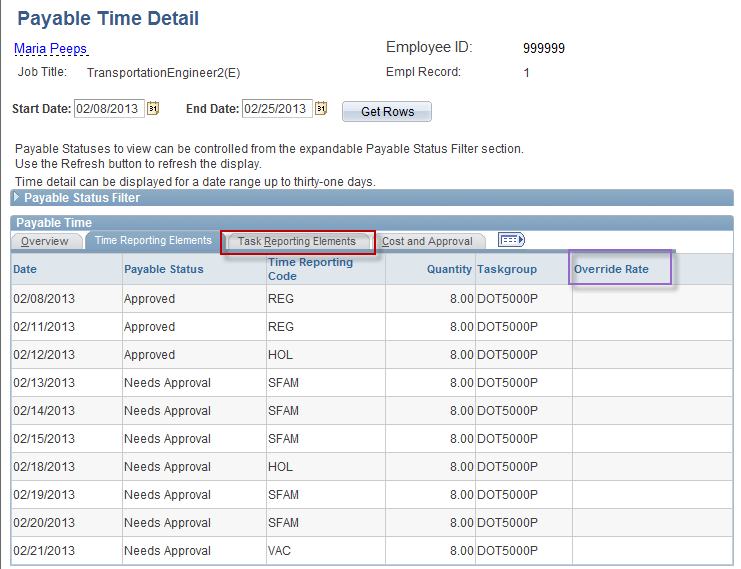 Payable Time Detail
Maria Peeps Employee ID: 999999
Job Title: TransportationEngineer2(E) Empl Record: 1
Start Date: 02/08/2013 31 End Date: 02/25/2013 31 Get Rows
Payable Statuses to view can be controlled from the expandable Payable Status Filter section.
Use the Refresh button to refresh the display.
Time detail can be displayed for a date range up to thirty-one days.
Payable Status Filter
Payable Time
Overview Time Reporting Elements Task Reporting Elements Cost and Approval
Date Payable Status Time Reporting Code Quantity Taskgroup Override Rate
02/08/2013 Approved REG 8.00 DOT5000P
02/11/2013 Approved REG 8.00 DOT5000P
02/12/2013 Approved HOL 8.00 DOT5000P
02/13/2013 Needs Approval SFAM 8.00 DOT5000P
02/14/2013 Needs Approval SFAM 8.00 DOT5000P
02/15/2013 Needs Approval SFAM 8.00 DOT5000P
02/18/2013 Needs Approval HOL 8.00 DOT5000P
02/19/2013 Needs Approval SFAM 8.00 DOT5000P
02/20/2013 Needs Approval SFAM 8.00 DOT5000P
02/21/2013 Needs Approval VAC 8.00 DOT5000P